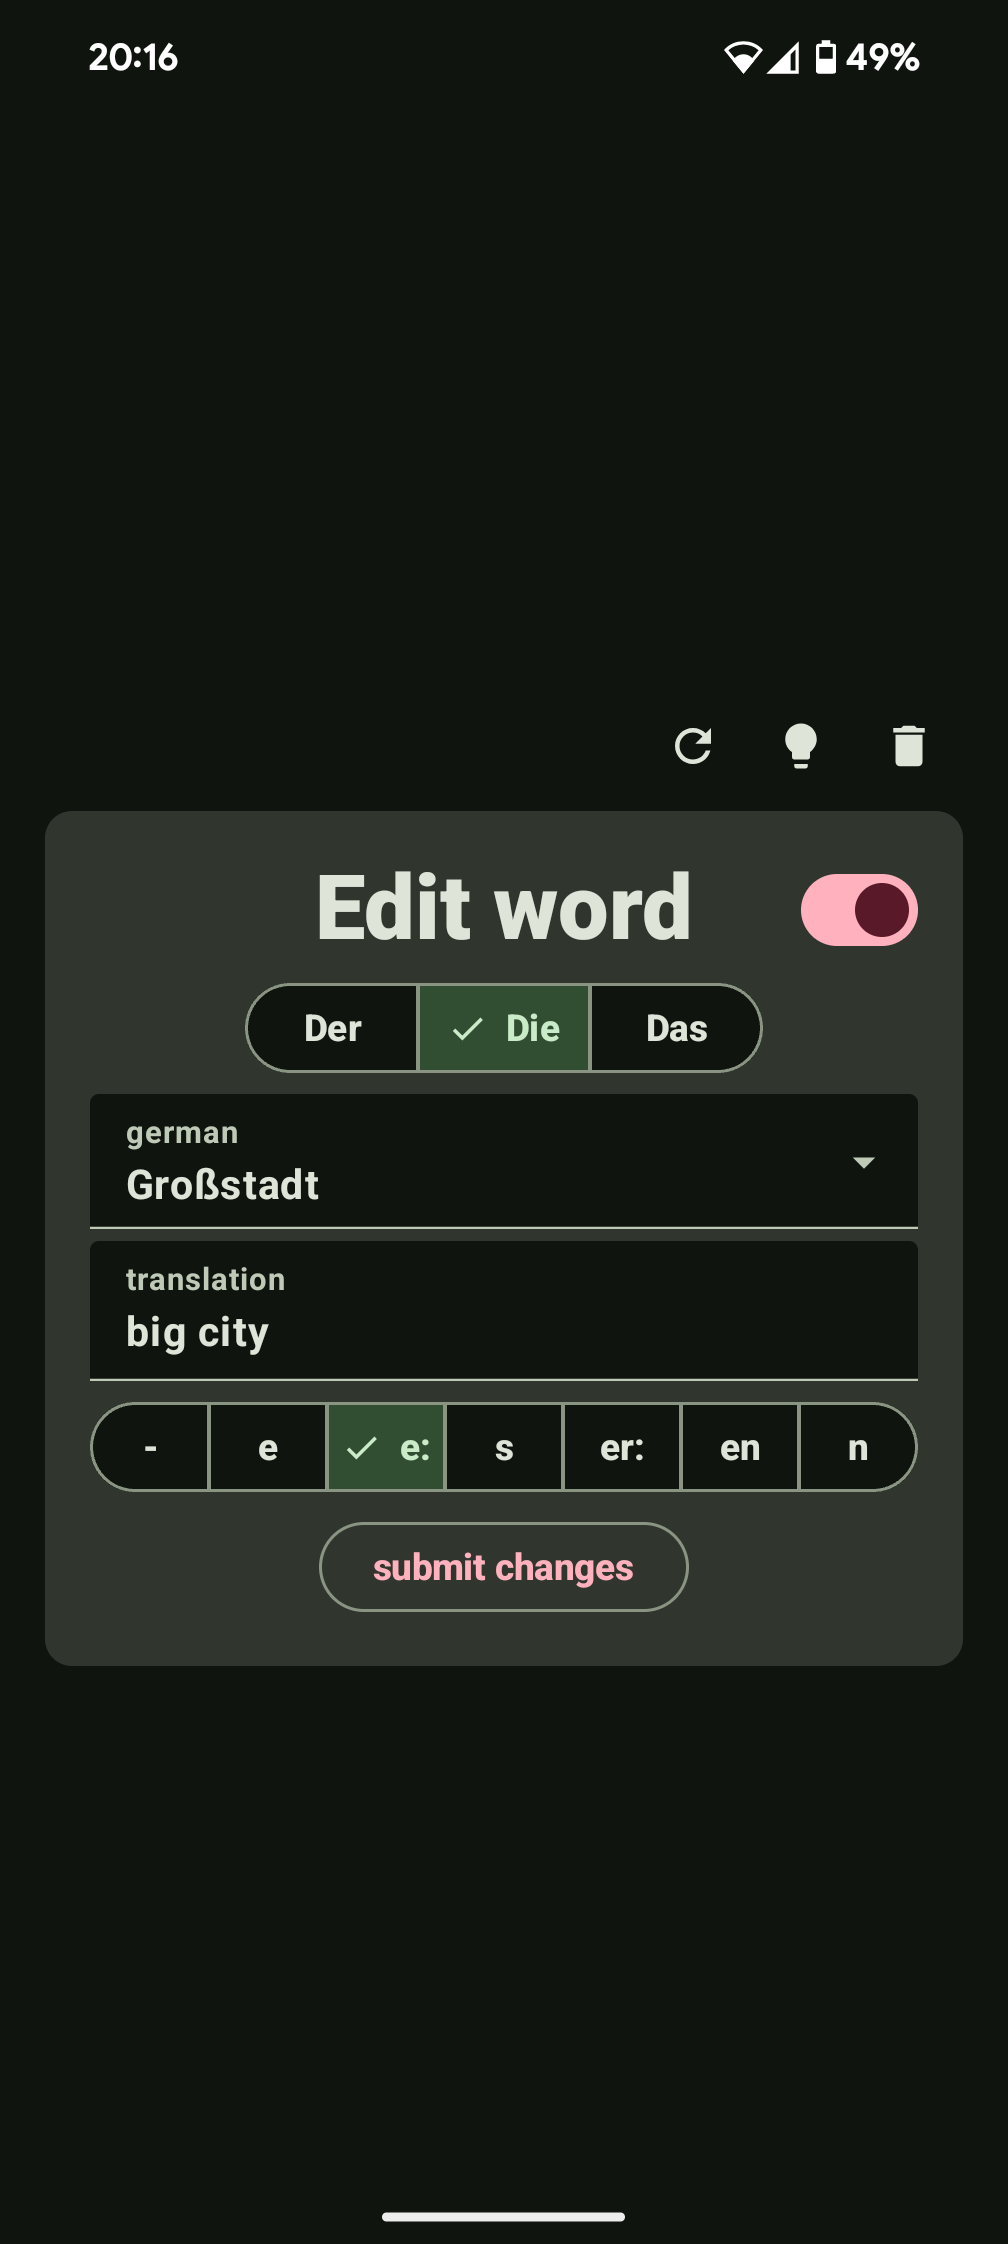 20:16 49%
Edit word
Der Die Das
german
Großstadt
translation
big city
- e e: s er: en n
submit changes